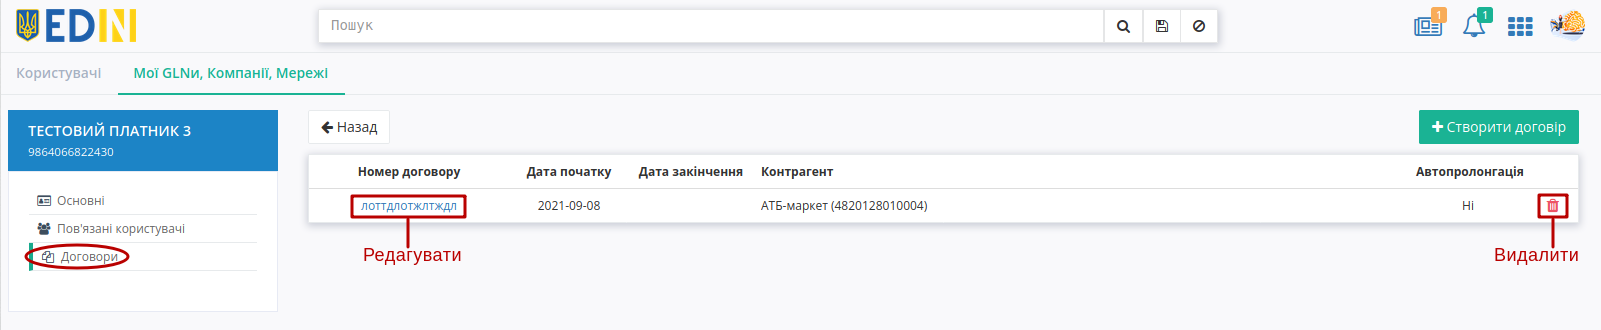 EDIN
Пошук
1
1
Користувачі
Мої GLNи, Компанії, Мережі
ТЕСТОВИЙ ПЛАТНИК 3
9864066822430
Основні
Пов'язані користувачі
Договори
Назад
Створити договір
Номер договору Дата початку Дата закінчення Контрагент Автопролонгація
лоттдлотжлтждл 2021-09-08 АТБ-маркет (4820128010004) Ні
Редагувати
Видалити